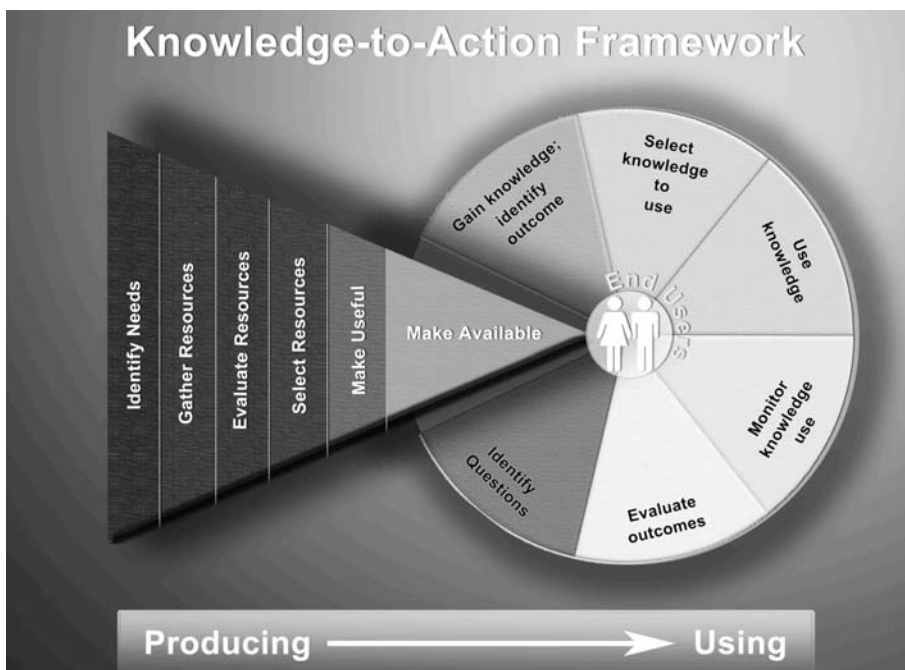 Knowledge-to-Action Framework
Identify Needs
Gather Resources
Evaluate Resources
Select Resources
Make Useful
Make Available
Gain knowledge;
identify
outcome
Select
knowledge
to
use
Use
knowledge
Monitor
knowledge
use
Evaluate
outcomes
Identify
Questions
End Users
Producing
Using